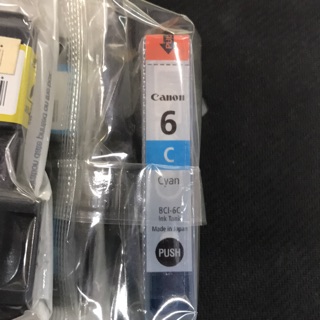 Canon
6
C
Cyan
BCI-6C
Ink Tank
Made in Japan
PUSH